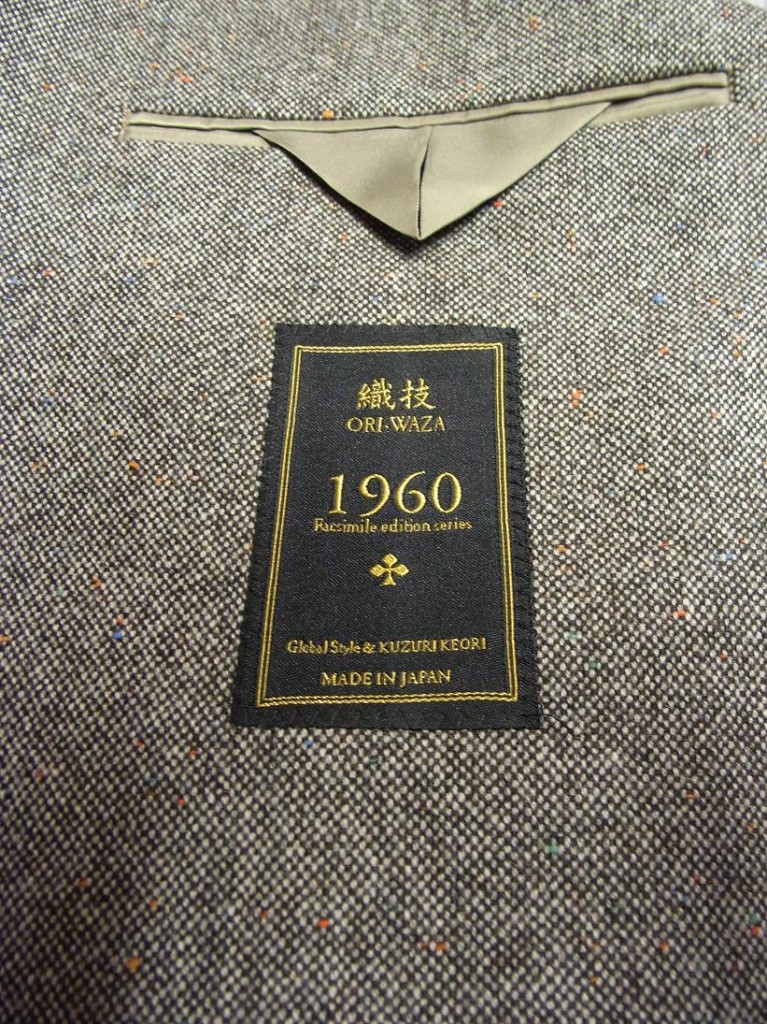 織技
ORI-WAZA
1960
Facsimile edition series
Global Style & KUZURI KEORI
MADE IN JAPAN